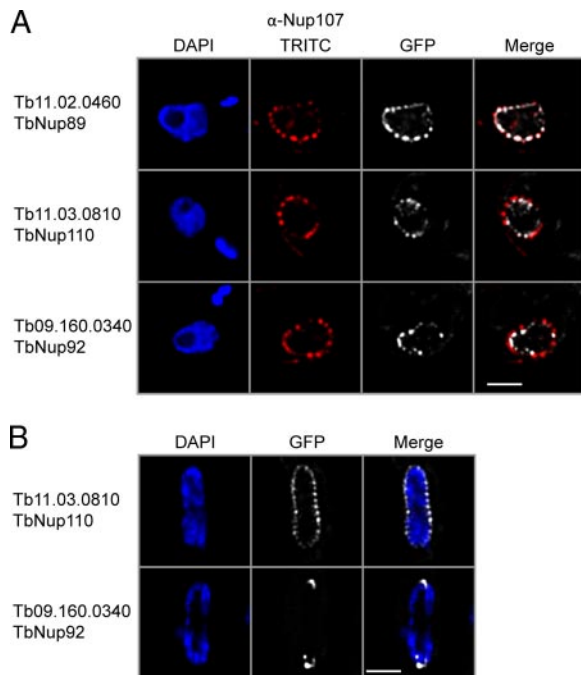 A
α-Nup107
DAPI TRITC GFP Merge
Tb11.02.0460
TbNup89
Tb11.03.0810
TbNup110
Tb09.160.0340
TbNup92
B
DAPI GFP Merge
Tb11.03.0810
TbNup110
Tb09.160.0340
TbNup92